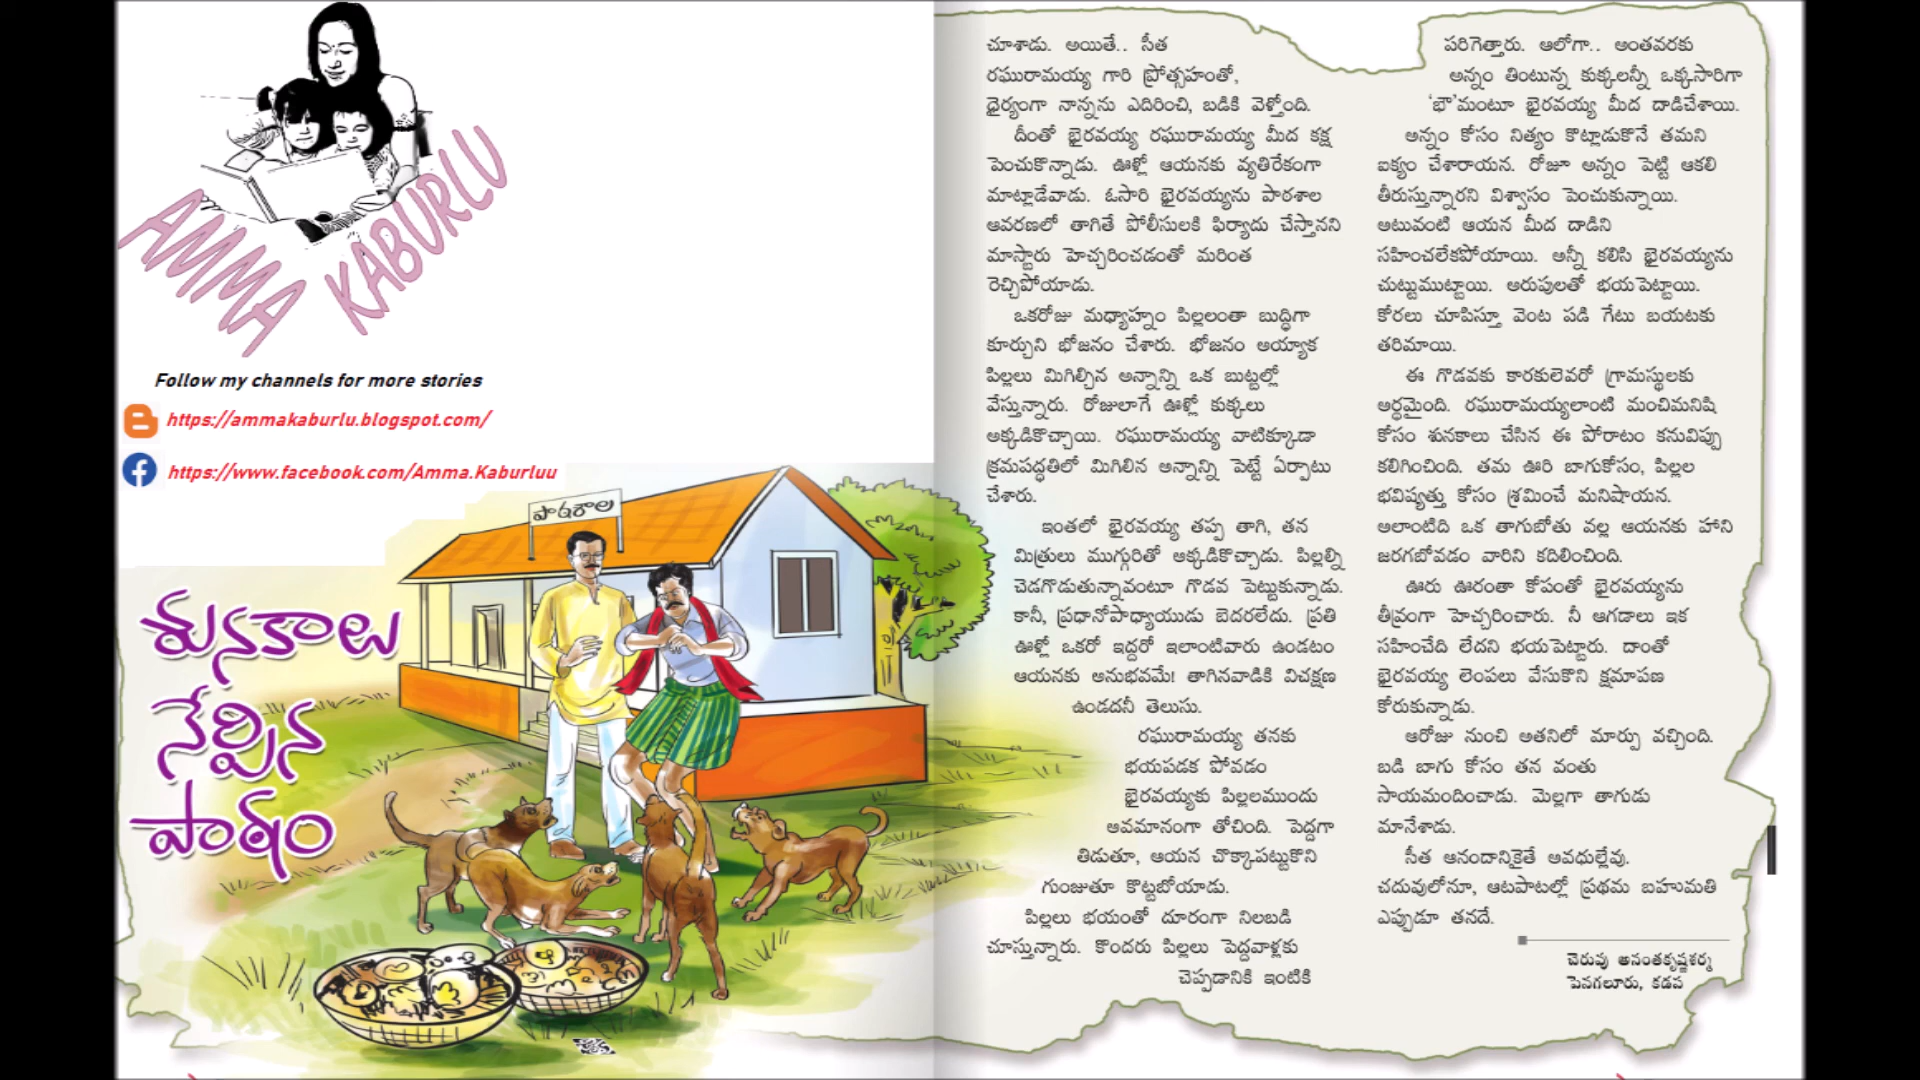 AMMA
KABURLU
Follow my channels for more stories
https://ammakaburlu.blogspot.com/
https://www.facebook.com/Amma.Kaburluu
పాఠశాల
శునకాలు
నేర్పిన
పాఠం
చూశాడు. అయితే.. సీత
రఘురామయ్య గారి ప్రోత్సహంతో,
ధైర్యంగా నాన్నను ఎదిరించి, బడికి వెళ్తోంది.
దీంతో భైరవయ్య రఘురామయ్య మీద కక్ష
పెంచుకొన్నాడు. ఊళ్లో ఆయనకు వ్యతిరేకంగా
మాట్లాడేవాడు. ఓసారి భైరవయ్యను పాఠశాల
ఆవరణలో తాగితే పోలీసులకి ఫిర్యాదు చేస్తానని
మాస్టారు హెచ్చరించడంతో మరింత
రెచ్చిపోయాడు.
ఒకరోజు మధ్యాహ్నం పిల్లలంతా బుద్ధిగా
కూర్చుని భోజనం చేశారు. భోజనం అయ్యాక
పిల్లలు మిగిల్చిన అన్నాన్ని ఒక బుట్టల్లో
వేస్తున్నారు. రోజులాగే ఊళ్లో కుక్కలు
అక్కడికొచ్చాయి. రఘురామయ్య వాటిక్కూడా
క్రమపద్ధతిలో మిగిలిన అన్నాన్ని పెట్టే ఏర్పాటు
చేశారు.
ఇంతలో భైరవయ్య తప్ప తాగి, తన
మిత్రులు ముగ్గురితో అక్కడికొచ్చాడు. పిల్లల్ని
చెడగొడుతున్నావంటూ గొడవ పెట్టుకున్నాడు.
కానీ, ప్రధానోపాధ్యాయుడు బెదరలేదు. ప్రతి
ఊళ్లో ఒకరో ఇద్దరో ఇలాంటివారు ఉండటం
ఆయనకు అనుభవమే! తాగినవాడికి విచక్షణ
ఉండదనీ తెలుసు.
రఘురామయ్య తనకు
భయపడక పోవడం
భైరవయ్యకు పిల్లలముందు
అవమానంగా తోచింది. పెద్దగా
తిడుతూ, ఆయన చొక్కాపట్టుకొని
గుంజుతూ కొట్టబోయాడు.
పిల్లలు భయంతో దూరంగా నిలబడి
చూస్తున్నారు. కొందరు పిల్లలు పెద్దవాళ్లకు
చెప్పడానికి ఇంటికి
పరిగెత్తారు. ఆలోగా.. అంతవరకు
అన్నం తింటున్న కుక్కలన్నీ ఒక్కసారిగా
‘భౌ’మంటూ భైరవయ్య మీద దాడిచేశాయి.
అన్నం కోసం నిత్యం కొట్లాడుకొనే తమని
ఐక్యం చేశారాయన. రోజూ అన్నం పెట్టి ఆకలి
తీరుస్తున్నారని విశ్వాసం పెంచుకున్నాయి.
అటువంటి ఆయన మీద దాడిని
సహించలేకపోయాయి. అన్నీ కలిసి భైరవయ్యను
చుట్టుముట్టాయి. అరుపులతో భయపెట్టాయి.
కోరలు చూపిస్తూ వెంట పడి గేటు బయటకు
తరిమాయి.
ఈ గొడవకు కారకులెవరో గ్రామస్థులకు
అర్థమైంది. రఘురామయ్యలాంటి మంచిమనిషి
కోసం శునకాలు చేసిన ఈ పోరాటం కనువిప్పు
కలిగించింది. తమ ఊరి బాగుకోసం, పిల్లల
భవిష్యత్తు కోసం శ్రమించే మనిషాయన.
అలాంటిది ఒక తాగుబోతు వల్ల ఆయనకు హాని
జరగబోవడం వారిని కదిలించింది.
ఊరు ఊరంతా కోపంతో భైరవయ్యను
తీవ్రంగా హెచ్చరించారు. నీ ఆగడాలు ఇక
సహించేది లేదని భయపెట్టారు. దాంతో
భైరవయ్య లెంపలు వేసుకొని క్షమాపణ
కోరుకున్నాడు.
ఆరోజు నుంచి అతనిలో మార్పు వచ్చింది.
బడి బాగు కోసం తన వంతు
సాయమందించాడు. మెల్లగా తాగుడు
మానేశాడు.
సీత ఆనందానికైతే అవధుల్లేవు.
చదువులోనూ, ఆటపాటల్లో ప్రథమ బహుమతి
ఎప్పుడూ తనదే.
చెరువు అనంతకృష్ణశర్మ
పెనగలూరు, కడప